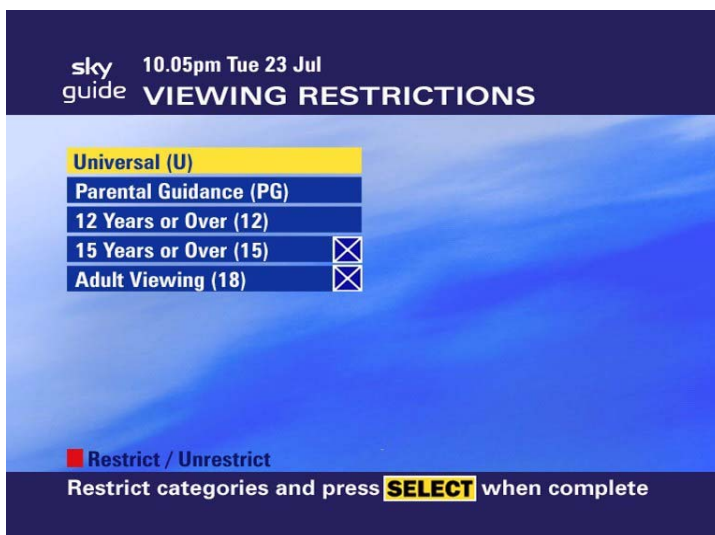 sky 10.05pm Tue 23 Jul
guide VIEWING RESTRICTIONS
Universal (U)
Parental Guidance (PG)
12 Years or Over (12)
15 Years or Over (15)
Adult Viewing (18)
Restrict / Unrestrict
Restrict categories and press SELECT when complete